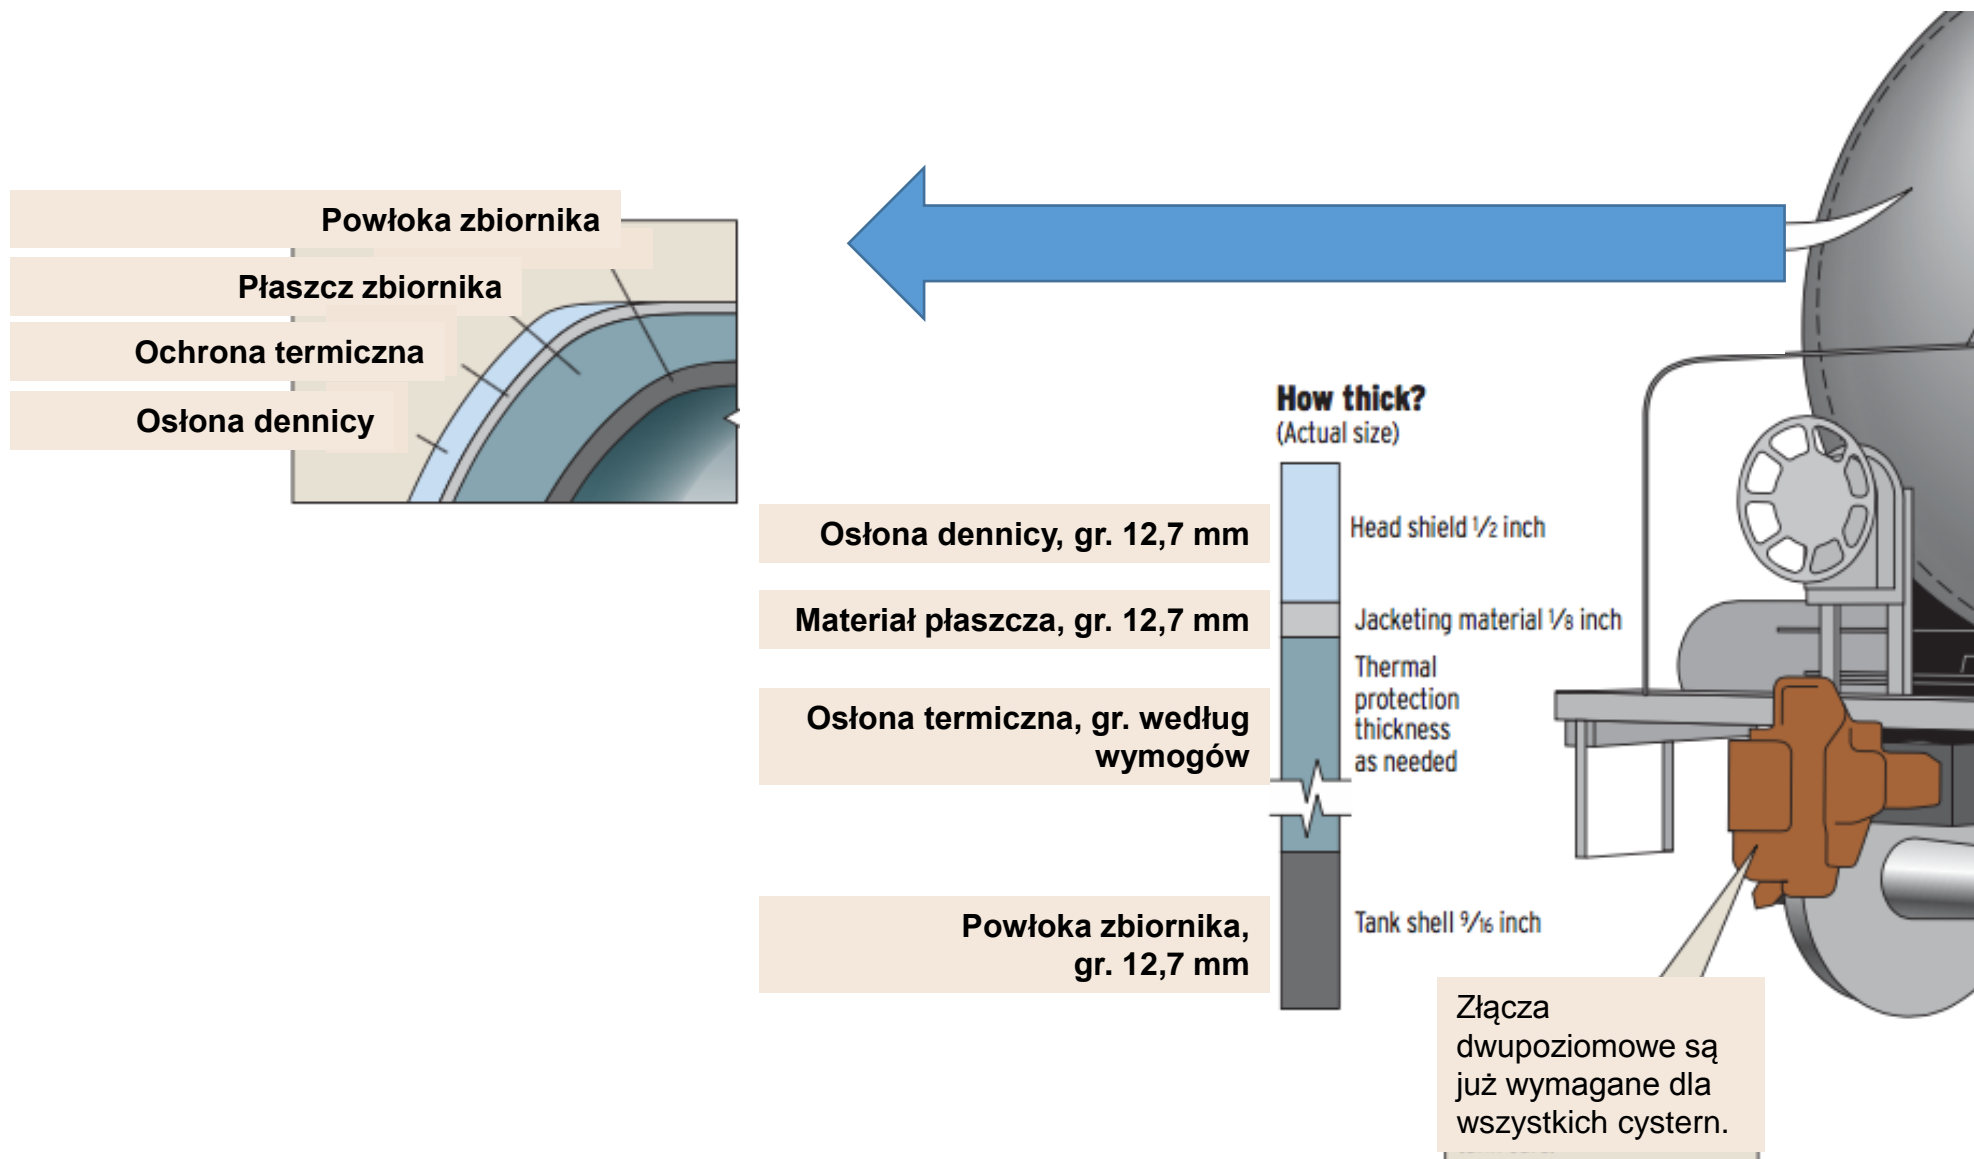 Powłoka zbiornika
Płaszcz zbiornika
Ochrona termiczna
Osłona dennicy
How thick?
(Actual size)
Osłona dennicy, gr. 12,7 mm
Head shield 1/2 inch
Materiał płaszcza, gr. 12,7 mm
Jacketing material 1/8 inch
Osłona termiczna, gr. według
wymogów
Thermal
protection
thickness
as needed
Powłoka zbiornika,
gr. 12,7 mm
Tank shell 9/16 inch
Złącza
dwupoziomowe są
już wymagane dla
wszystkich cystern.